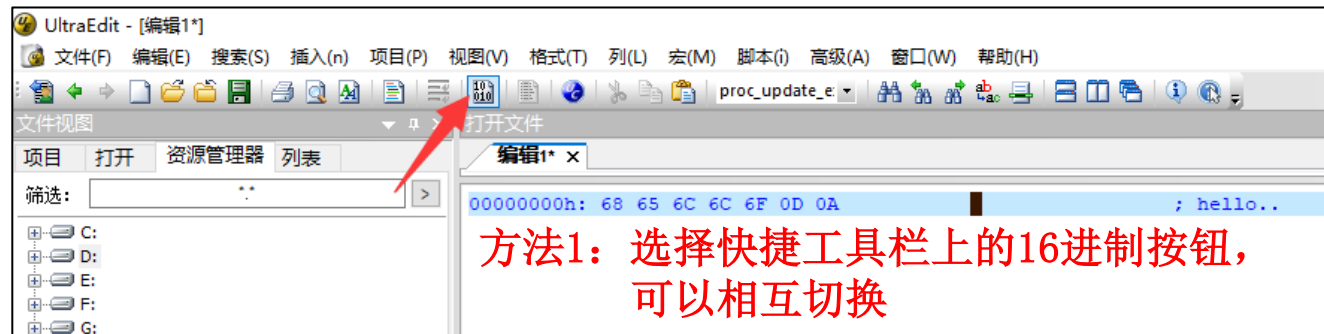 UltraEdit - [编辑1*]
文件(F) 编辑(E) 搜索(S) 插入(n) 项目(P) 视图(V) 格式(T) 列(L) 宏(M) 脚本(i) 高级(A) 窗口(W) 帮助(H)
proc_update_e:
文件视图 打开文件
项目 打开 资源管理器 列表 编辑1* x
筛选: *.* >
00000000h: 68 65 6C 6C 6F 0D 0A ; hello..
C:
D:
E:
F:
G:
方法1：选择快捷工具栏上的16进制按钮，
可以相互切换